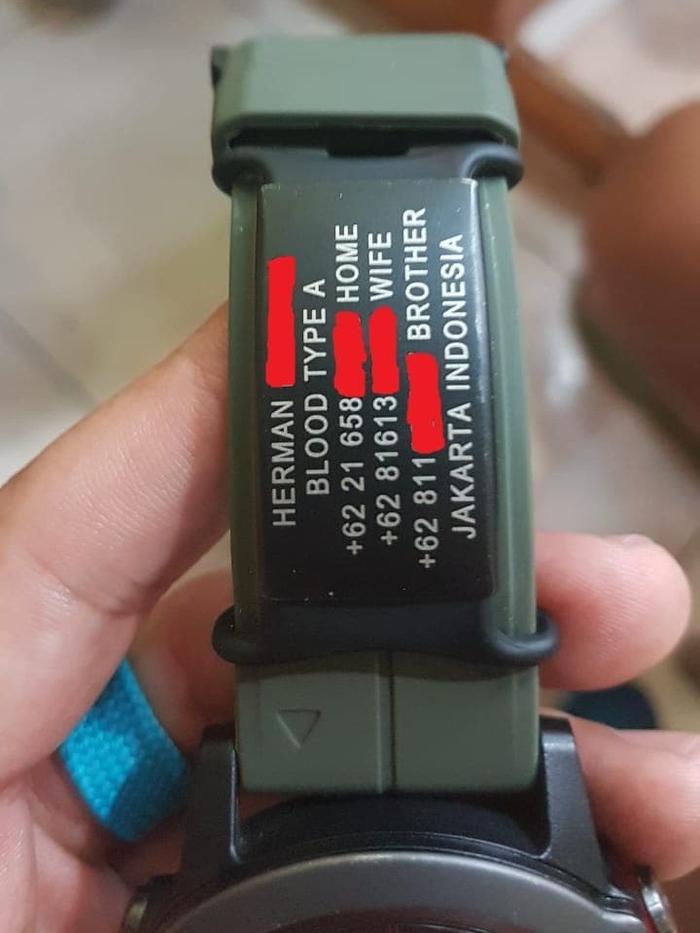 HERMAN
BLOOD TYPE A
+62 21 658 HOME
+62 81613 WIFE
+62 811 BROTHER
JAKARTA INDONESIA